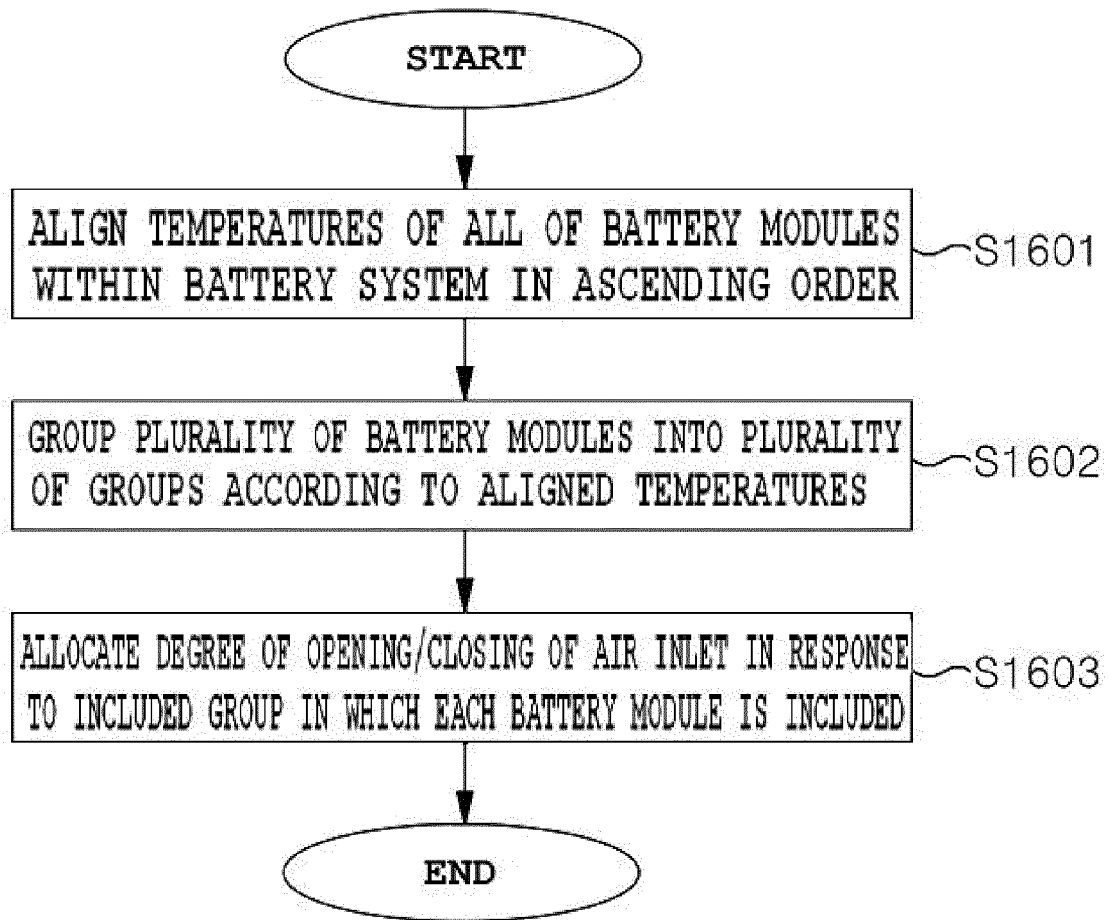 START
ALIGN TEMPERATURES OF ALL OF BATTERY MODULES
WITHIN BATTERY SYSTEM IN ASCENDING ORDER
S1601
GROUP PLURALITY OF BATTERY MODULES INTO PLURALITY
OF GROUPS ACCORDING TO ALIGNED TEMPERATURES
S1602
ALLOCATE DEGREE OF OPENING/CLOSING OF AIR INLET IN RESPONSE
TO INCLUDED GROUP IN WHICH EACH BATTERY MODULE IS INCLUDED
S1603
END